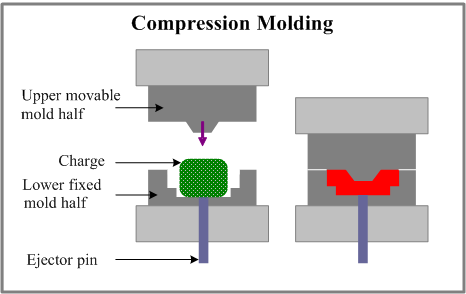 Compression Molding
Upper movable
mold half
Charge
Lower fixed
mold half
Ejector pin